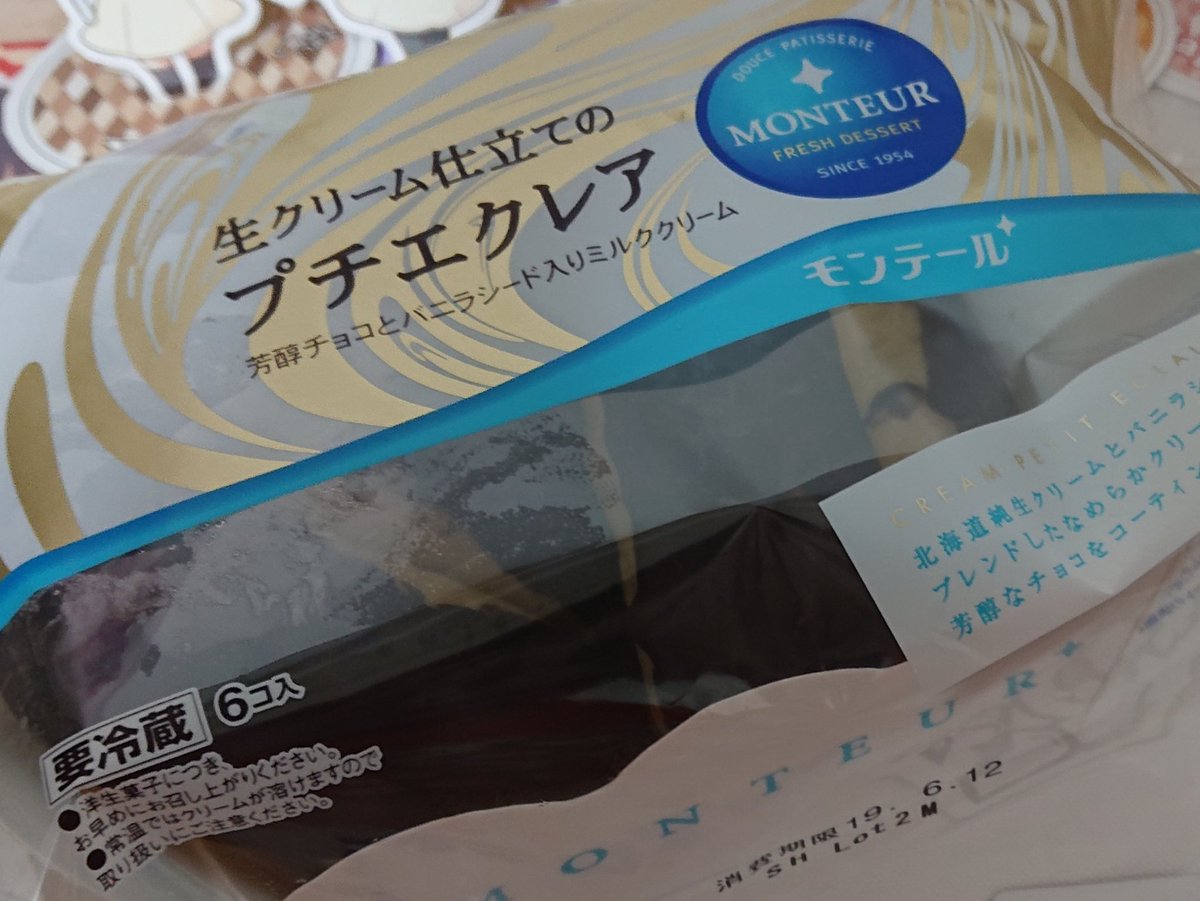 DOUCE PATISSERIE
MONTEUR
FRESH DESSERT
SINCE 1954
生クリーム仕立ての
プチエクレア
芳醇チョコとバニラシード入りミルククリーム
モンテール
CREAM PETIT ECLAI
北海道純生クリームとバニラシ
ブレンドしたなめらかクリー
芳醇なチョコをコーティン
要冷蔵 6コ入
●洋生菓子につき、
お早めにお召し上がりください。
●常温ではクリームが溶けますので
取り扱いにご注意ください。
MONTEUR
消費期限19. 6.12
SH Lot2M